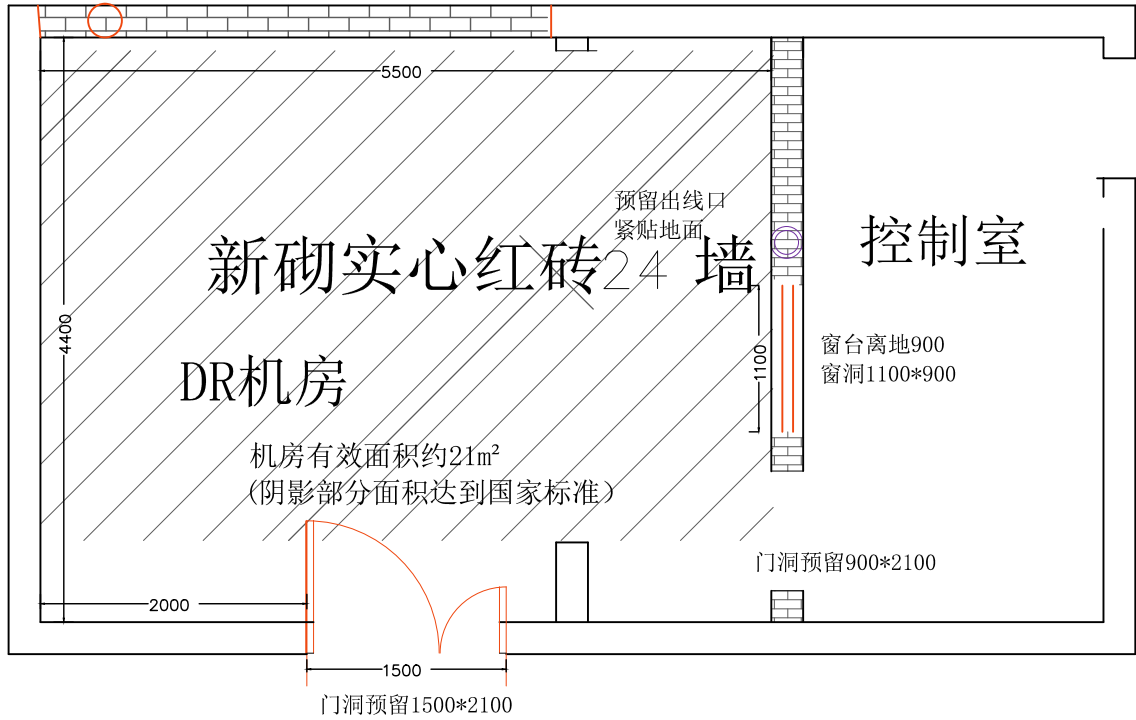 5500
预留出线口
紧贴地面
新砌实心红砖24 墙
控制室
4400
1100
窗台离地900
窗洞1100*900
DR机房
机房有效面积约21m²
(阴影部分面积达到国家标准）
门洞预留900*2100
2000
1500
门洞预留1500*2100